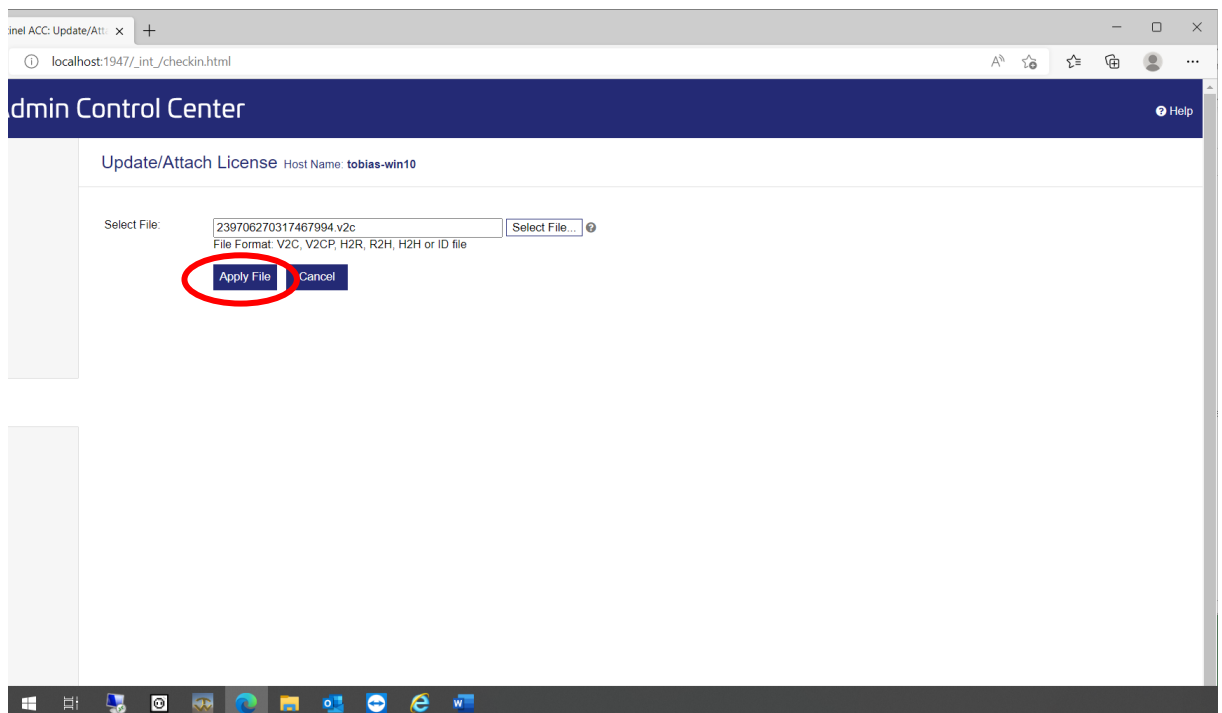 inel ACC: Update/Att
localhost:1947/_int_/checkin.html
dmin Control Center
Help
Update/Attach License Host Name: tobias-win10
Select File:
239706270317467994.v2c
Select File...
File Format: V2C, V2CP, H2R, R2H, H2H or ID file
Apply File
Cancel